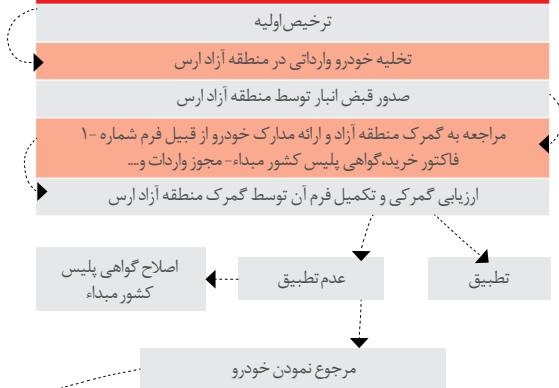 ترخیص اولیه
تخلیه خودرو وارداتی در منطقه آزاد ارس
صدور قبض انبار توسط منطقه آزاد ارس
مراجعه به گمرک منطقه آزاد و ارائه مدارک خودرو از قبیل فرم شماره ۱-
فاکتور خرید،گواهی پلیس کشور مبداء- مجوز واردات و....
ارزیابی گمرکی و تکمیل فرم آن توسط گمرک منطقه آزاد ارس
تطبیق
عدم تطبیق
اصلاح گواهی پلیس
کشور مبداء
مرجوع نمودن خودرو